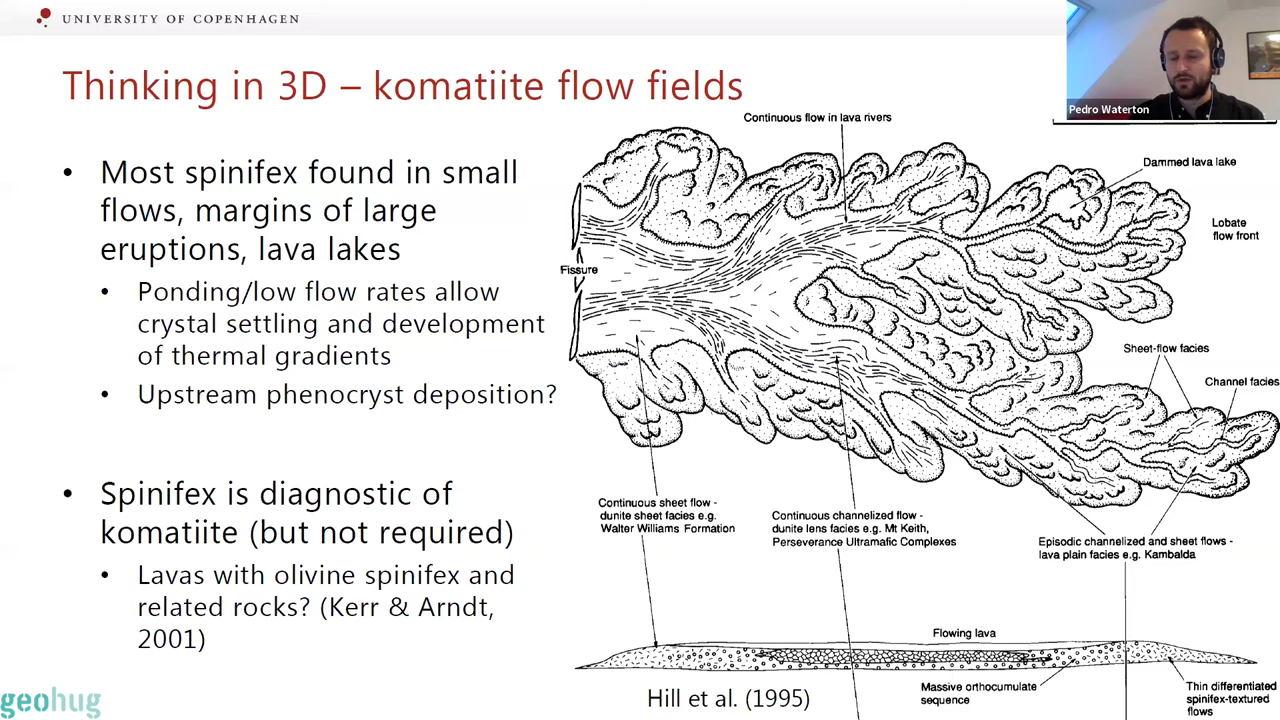 UNIVERSITY OF COPENHAGEN
Thinking in 3D – komatiite flow fields
• Most spinifex found in small
flows, margins of large
eruptions, lava lakes
• Ponding/low flow rates allow
crystal settling and development
of thermal gradients
• Upstream phenocryst deposition?
• Spinifex is diagnostic of
komatiite (but not required)
• Lavas with olivine spinifex and
related rocks? (Kerr & Arndt,
2001)
geohug
Pedro Waterton
Continuous flow in lava rivers
Dammed lava lake
Lobate
flow front
Fissure
Sheet-flow facies
Channel facies
Continuous sheet flow -
dunite sheet facies e.g.
Walter Williams Formation
Continuous channelized flow -
dunite lens facies e.g. Mt Keith,
Perseverance Ultramafic Complexes
Episodic channelized and sheet flows -
lava plain facies e.g. Kambalda
Flowing lava
Hill et al. (1995)
Massive orthocumulate
sequence
Thin differentiated
spinifex-textured
flows